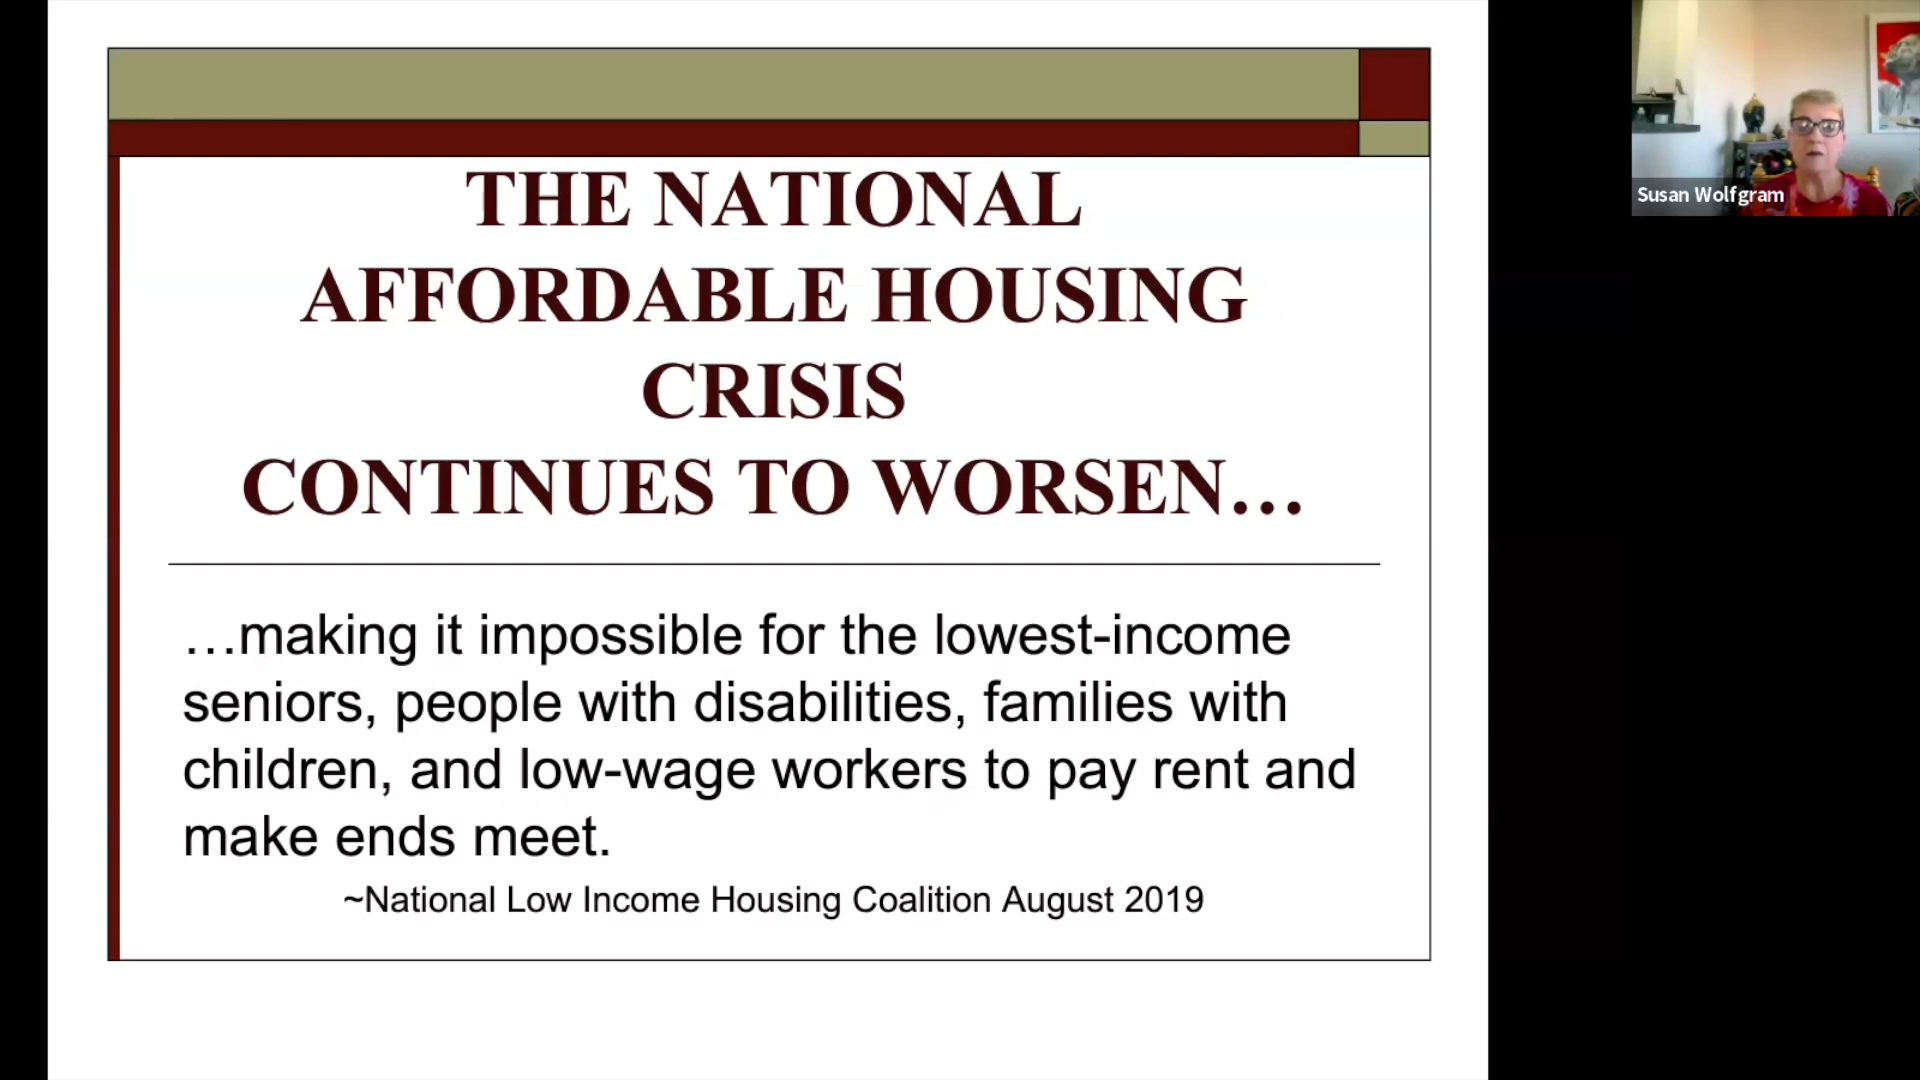 THE NATIONAL
AFFORDABLE HOUSING
CRISIS
CONTINUES TO WORSEN…
…making it impossible for the lowest-income
seniors, people with disabilities, families with
children, and low-wage workers to pay rent and
make ends meet.
~National Low Income Housing Coalition August 2019
Susan Wolfgram